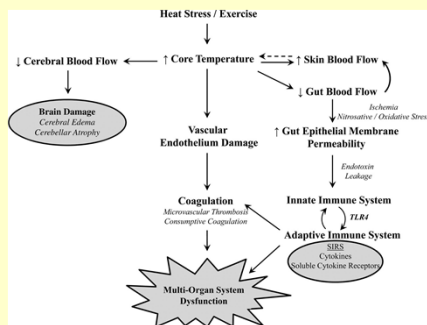 Heat Stress / Exercise
↓ Cerebral Blood Flow
↑ Core Temperature
↑ Skin Blood Flow
↓ Gut Blood Flow
Brain Damage
Cerebral Edema
Cerebellar Atrophy
Ischemia
Nitrosative / Oxidative Stress
Vascular
Endothelium Damage
↑ Gut Epithelial Membrane
Permeability
Endotoxin
Leakage
Coagulation
Microvascular Thrombosis
Consumptive Coagulation
Innate Immune System
TLR4
Adaptive Immune System
SIRS
Cytokines
Soluble Cytokine Receptors
Multi-Organ System
Dysfunction